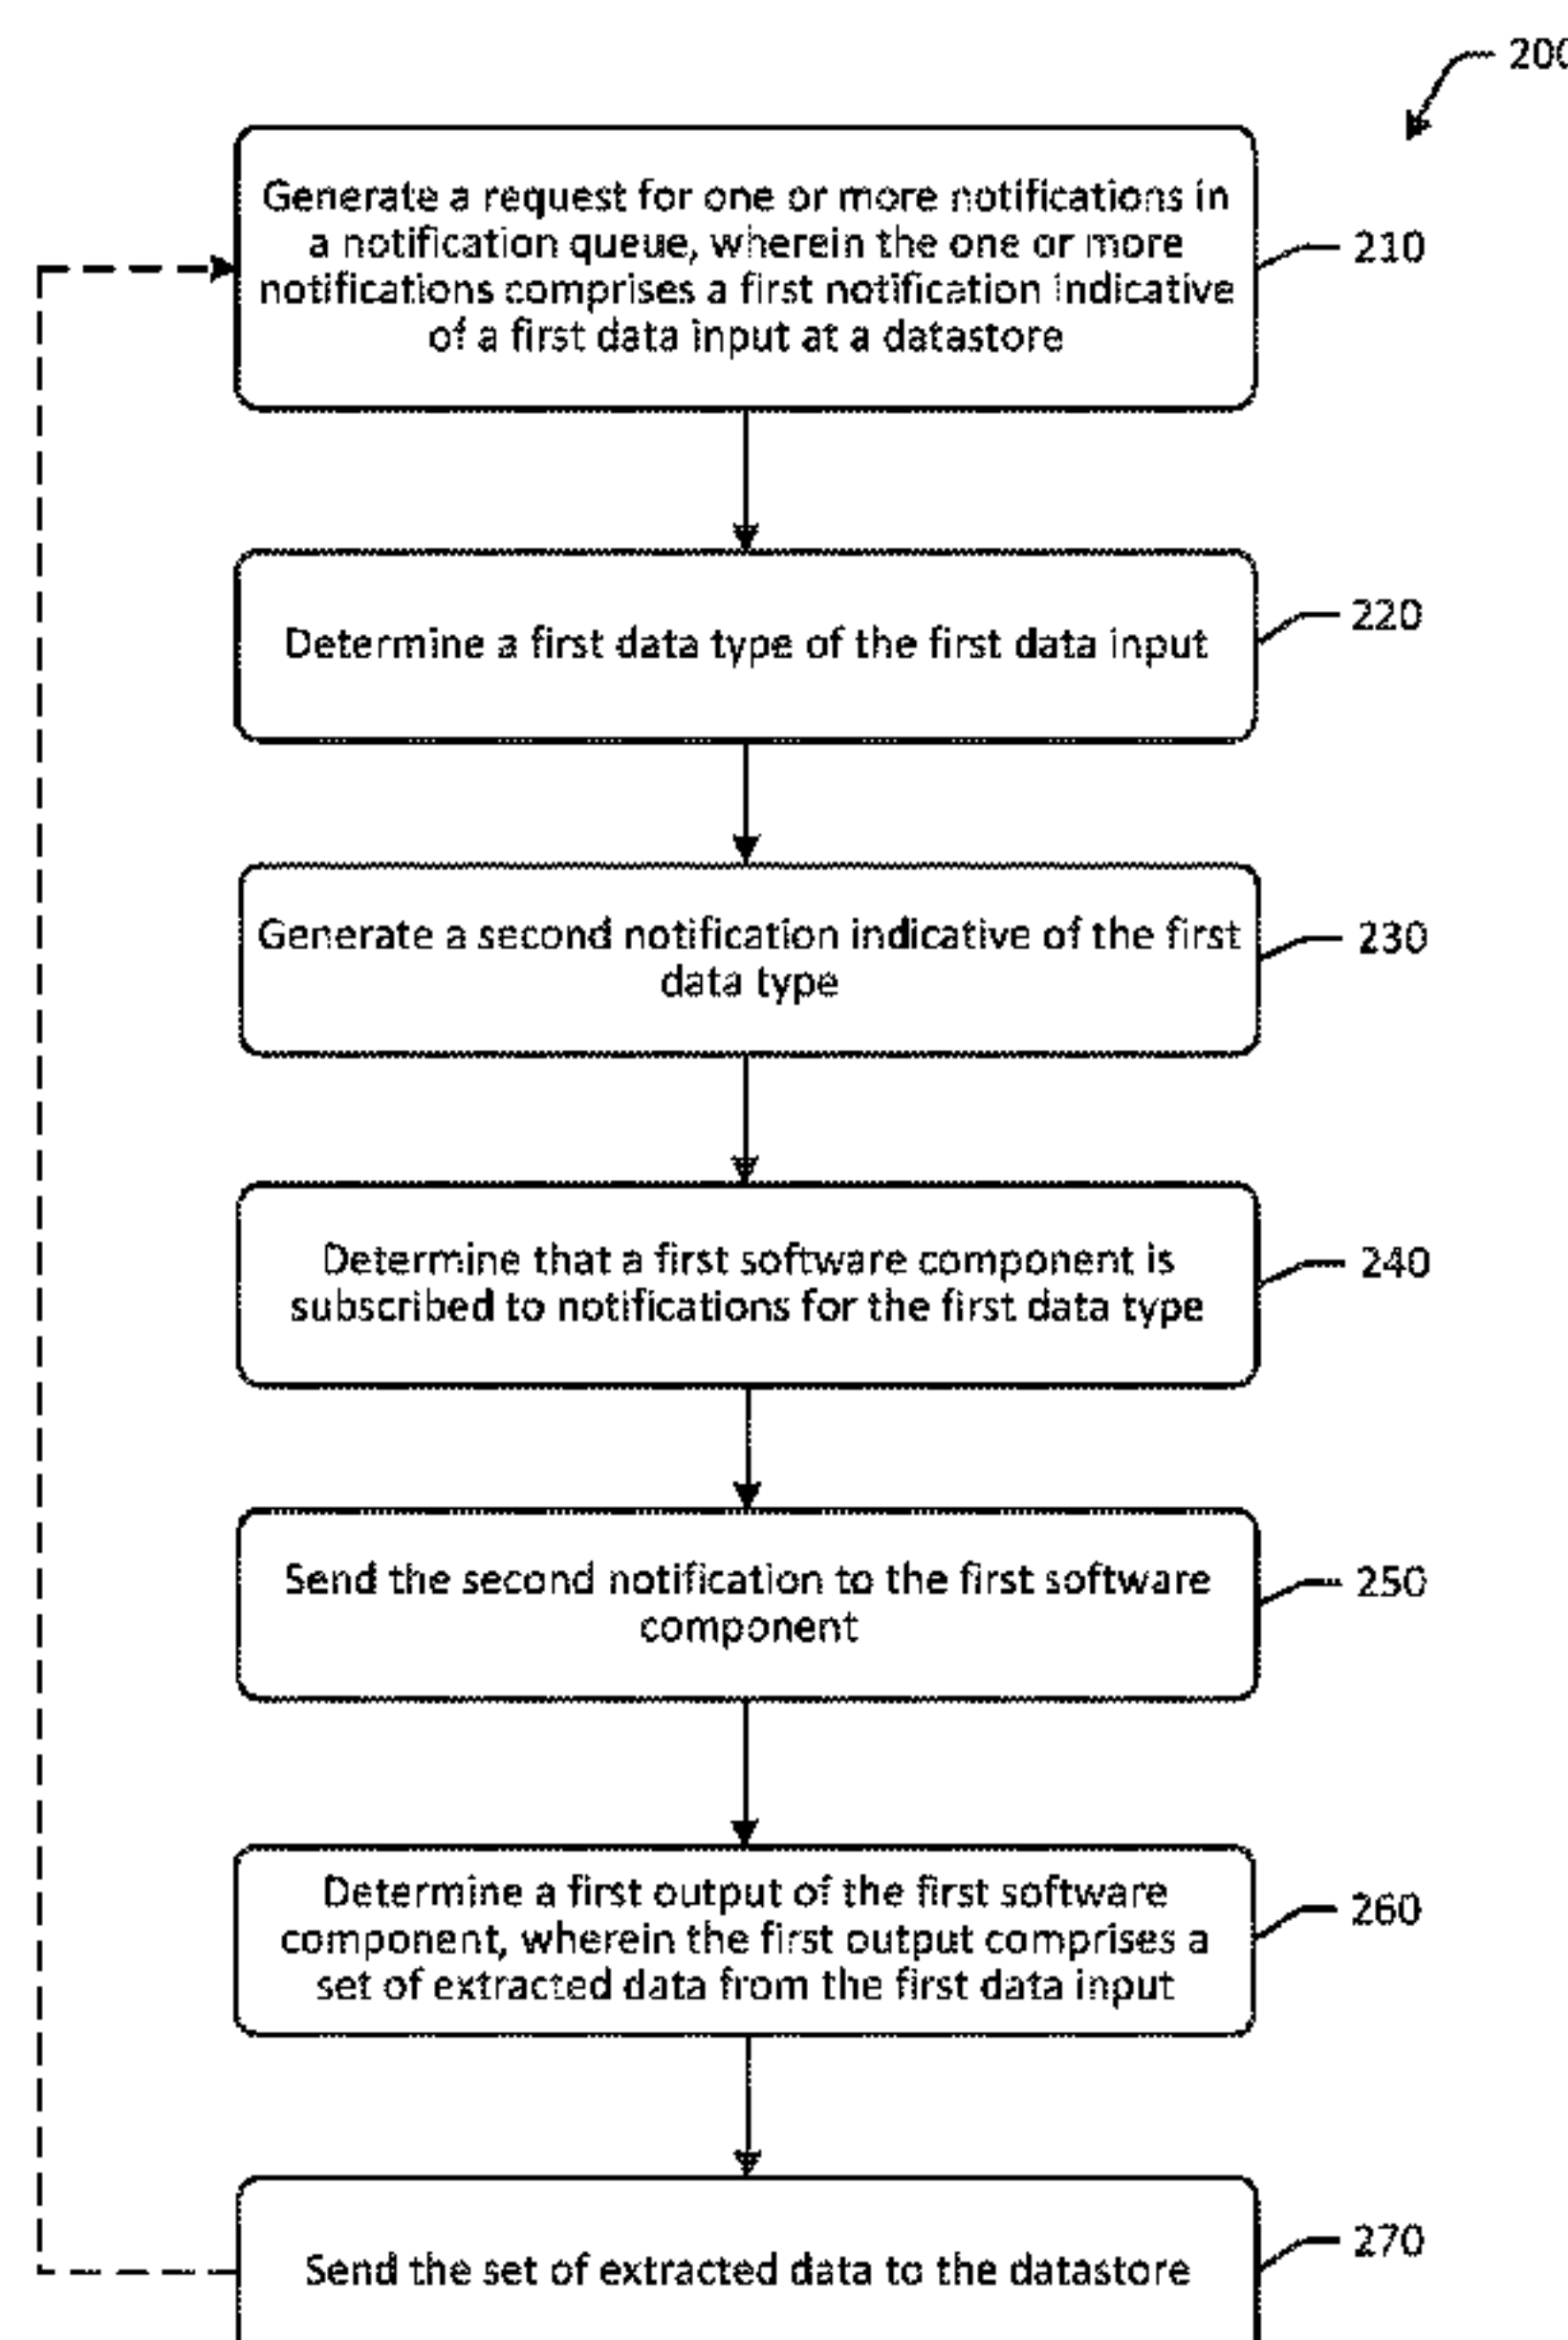 200
Generate a request for one or more notifications in
a notification queue, wherein the one or more
notifications comprises a first notification indicative
of a first data input at a datastore
210
Determine a first data type of the first data input
220
Generate a second notification indicative of the first
data type
230
Determine that a first software component is
subscribed to notifications for the first data type
240
Send the second notification to the first software
component
250
Determine a first output of the first software
component, wherein the first output comprises a
set of extracted data from the first data input
260
Send the set of extracted data to the datastore
270